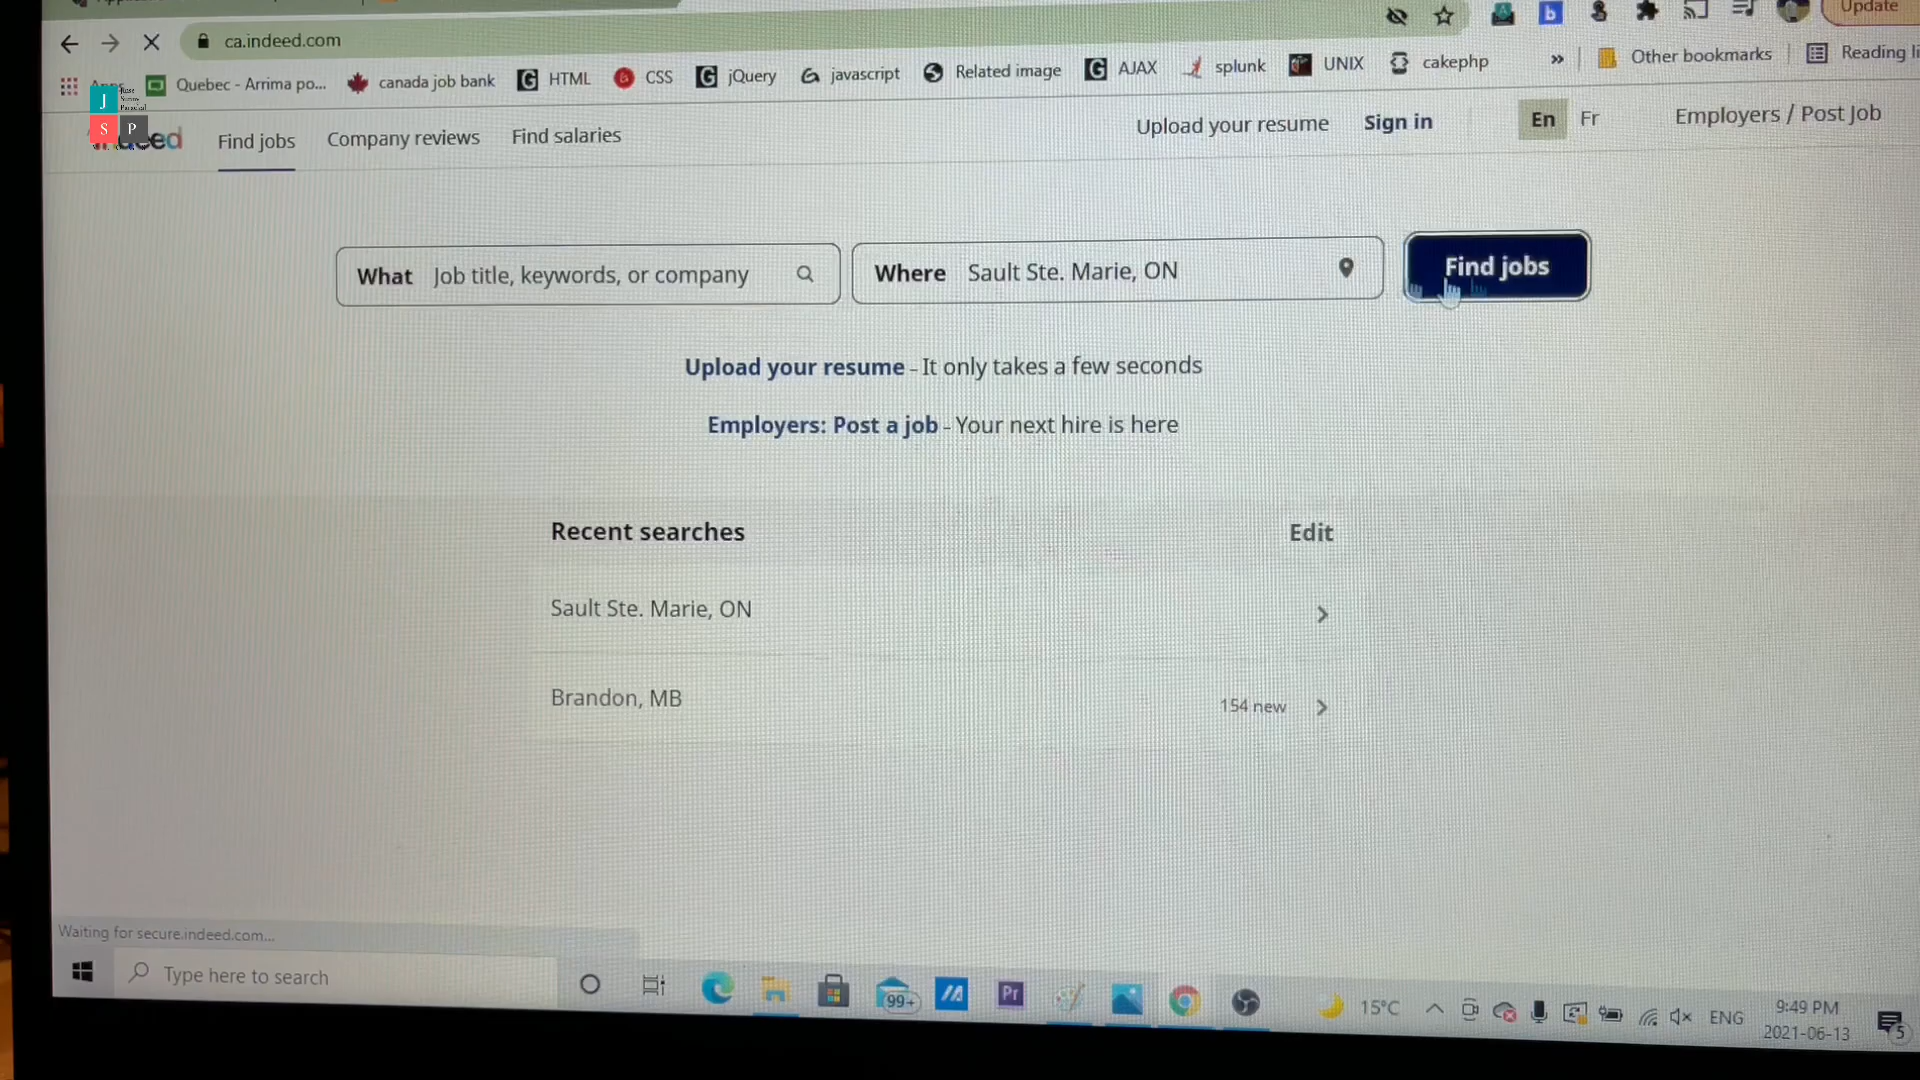 Update
ca.indeed.com
Quebec - Arrima po...
canada job bank
HTML
CSS
jQuery
javascript
Related image
AJAX
splunk
UNIX
cakephp
»
Other bookmarks
Reading li
J
S P
Find jobs
Company reviews
Find salaries
Upload your resume
Sign in
En
Fr
Employers / Post Job
What Job title, keywords, or company
Where Sault Ste. Marie, ON
Find jobs
Upload your resume - It only takes a few seconds
Employers: Post a job - Your next hire is here
Recent searches
Edit
Sault Ste. Marie, ON
Brandon, MB
154 new
Waiting for secure.indeed.com...
Type here to search
99+
Pr
15°C
ENG
9:49 PM
2021-06-13
5